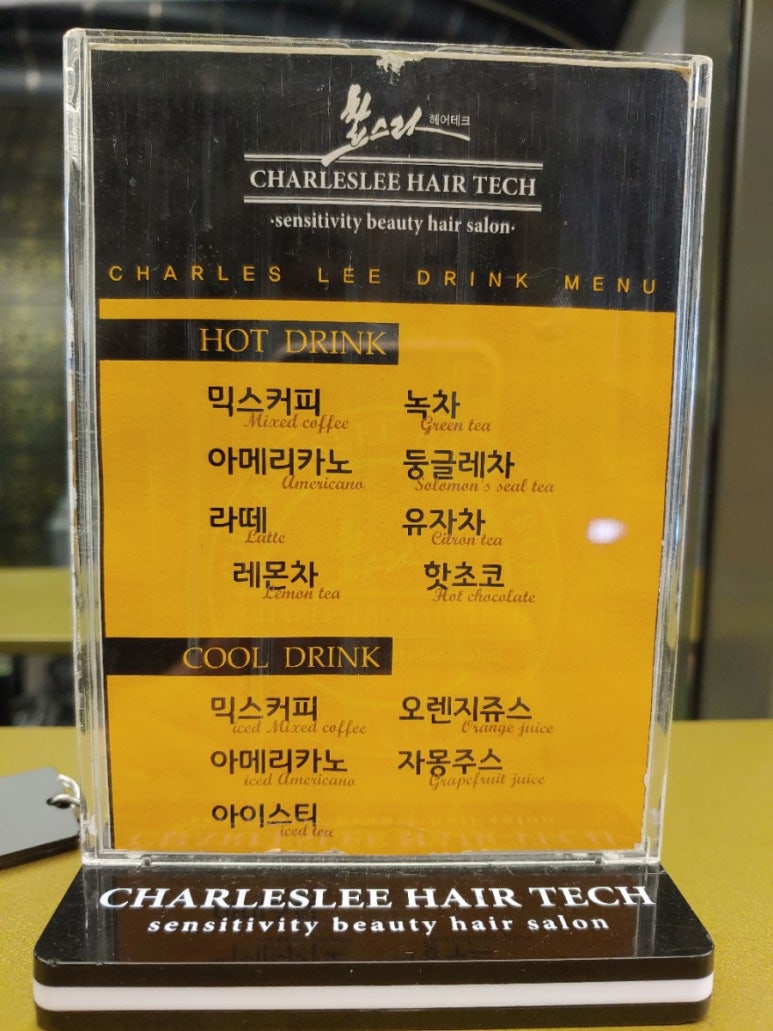 찰스리 헤어테크
CHARLESLEE HAIR TECH
·sensitivity beauty hair salon·
CHARLES LEE DRINK MENU
HOT DRINK
믹스커피 녹차
Mixed coffee Green tea
아메리카노 둥글레차
Americano Solomon's seal tea
라떼 유자차
Latte Citron tea
레몬차 핫초코
Lemon tea Hot chocolate
COOL DRINK
믹스커피 오렌지쥬스
iced Mixed coffee Orange juice
아메리카노 자몽주스
iced Americano Grapefruit juice
아이스티
iced tea
CHARLESLEE HAIR TECH
sensitivity beauty hair salon